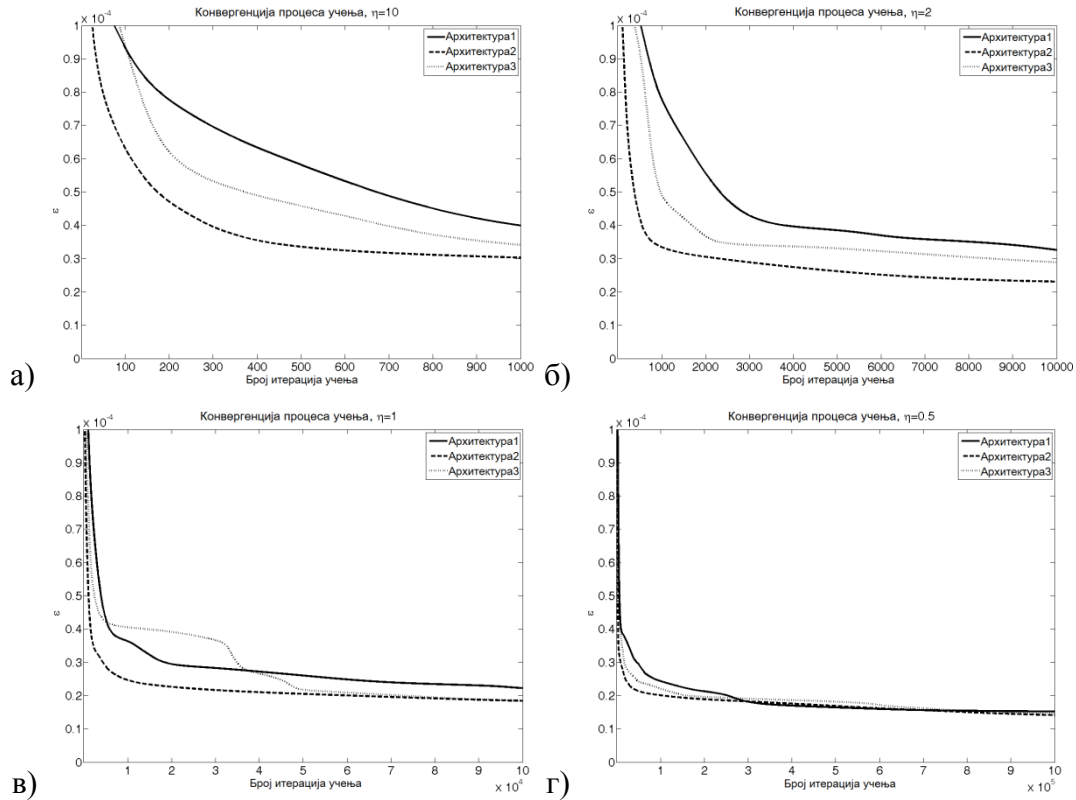 Конвергенција процеса учења, η=10
x 10⁻⁴
Архитектура1
Архитектура2
Архитектура3
1
0.9
0.8
0.7
0.6
0.5
0.4
0.3
0.2
0.1
0
ε
100 200 300 400 500 600 700 800 900 1000
Број итерација учења
а)
Конвергенција процеса учења, η=2
x 10⁻⁴
Архитектура1
Архитектура2
Архитектура3
1
0.9
0.8
0.7
0.6
0.5
0.4
0.3
0.2
0.1
0
ε
1000 2000 3000 4000 5000 6000 7000 8000 9000 10000
Број итерација учења
б)
Конвергенција процеса учења, η=1
x 10⁻⁴
Архитектура1
Архитектура2
Архитектура3
1
0.9
0.8
0.7
0.6
0.5
0.4
0.3
0.2
0.1
0
ε
1 2 3 4 5 6 7 8 9 10
x 10⁴
Број итерација учења
в)
Конвергенција процеса учења, η=0.5
x 10⁻⁴
Архитектура1
Архитектура2
Архитектура3
1
0.9
0.8
0.7
0.6
0.5
0.4
0.3
0.2
0.1
0
ε
1 2 3 4 5 6 7 8 9 10
x 10⁵
Број итерација учења
г)